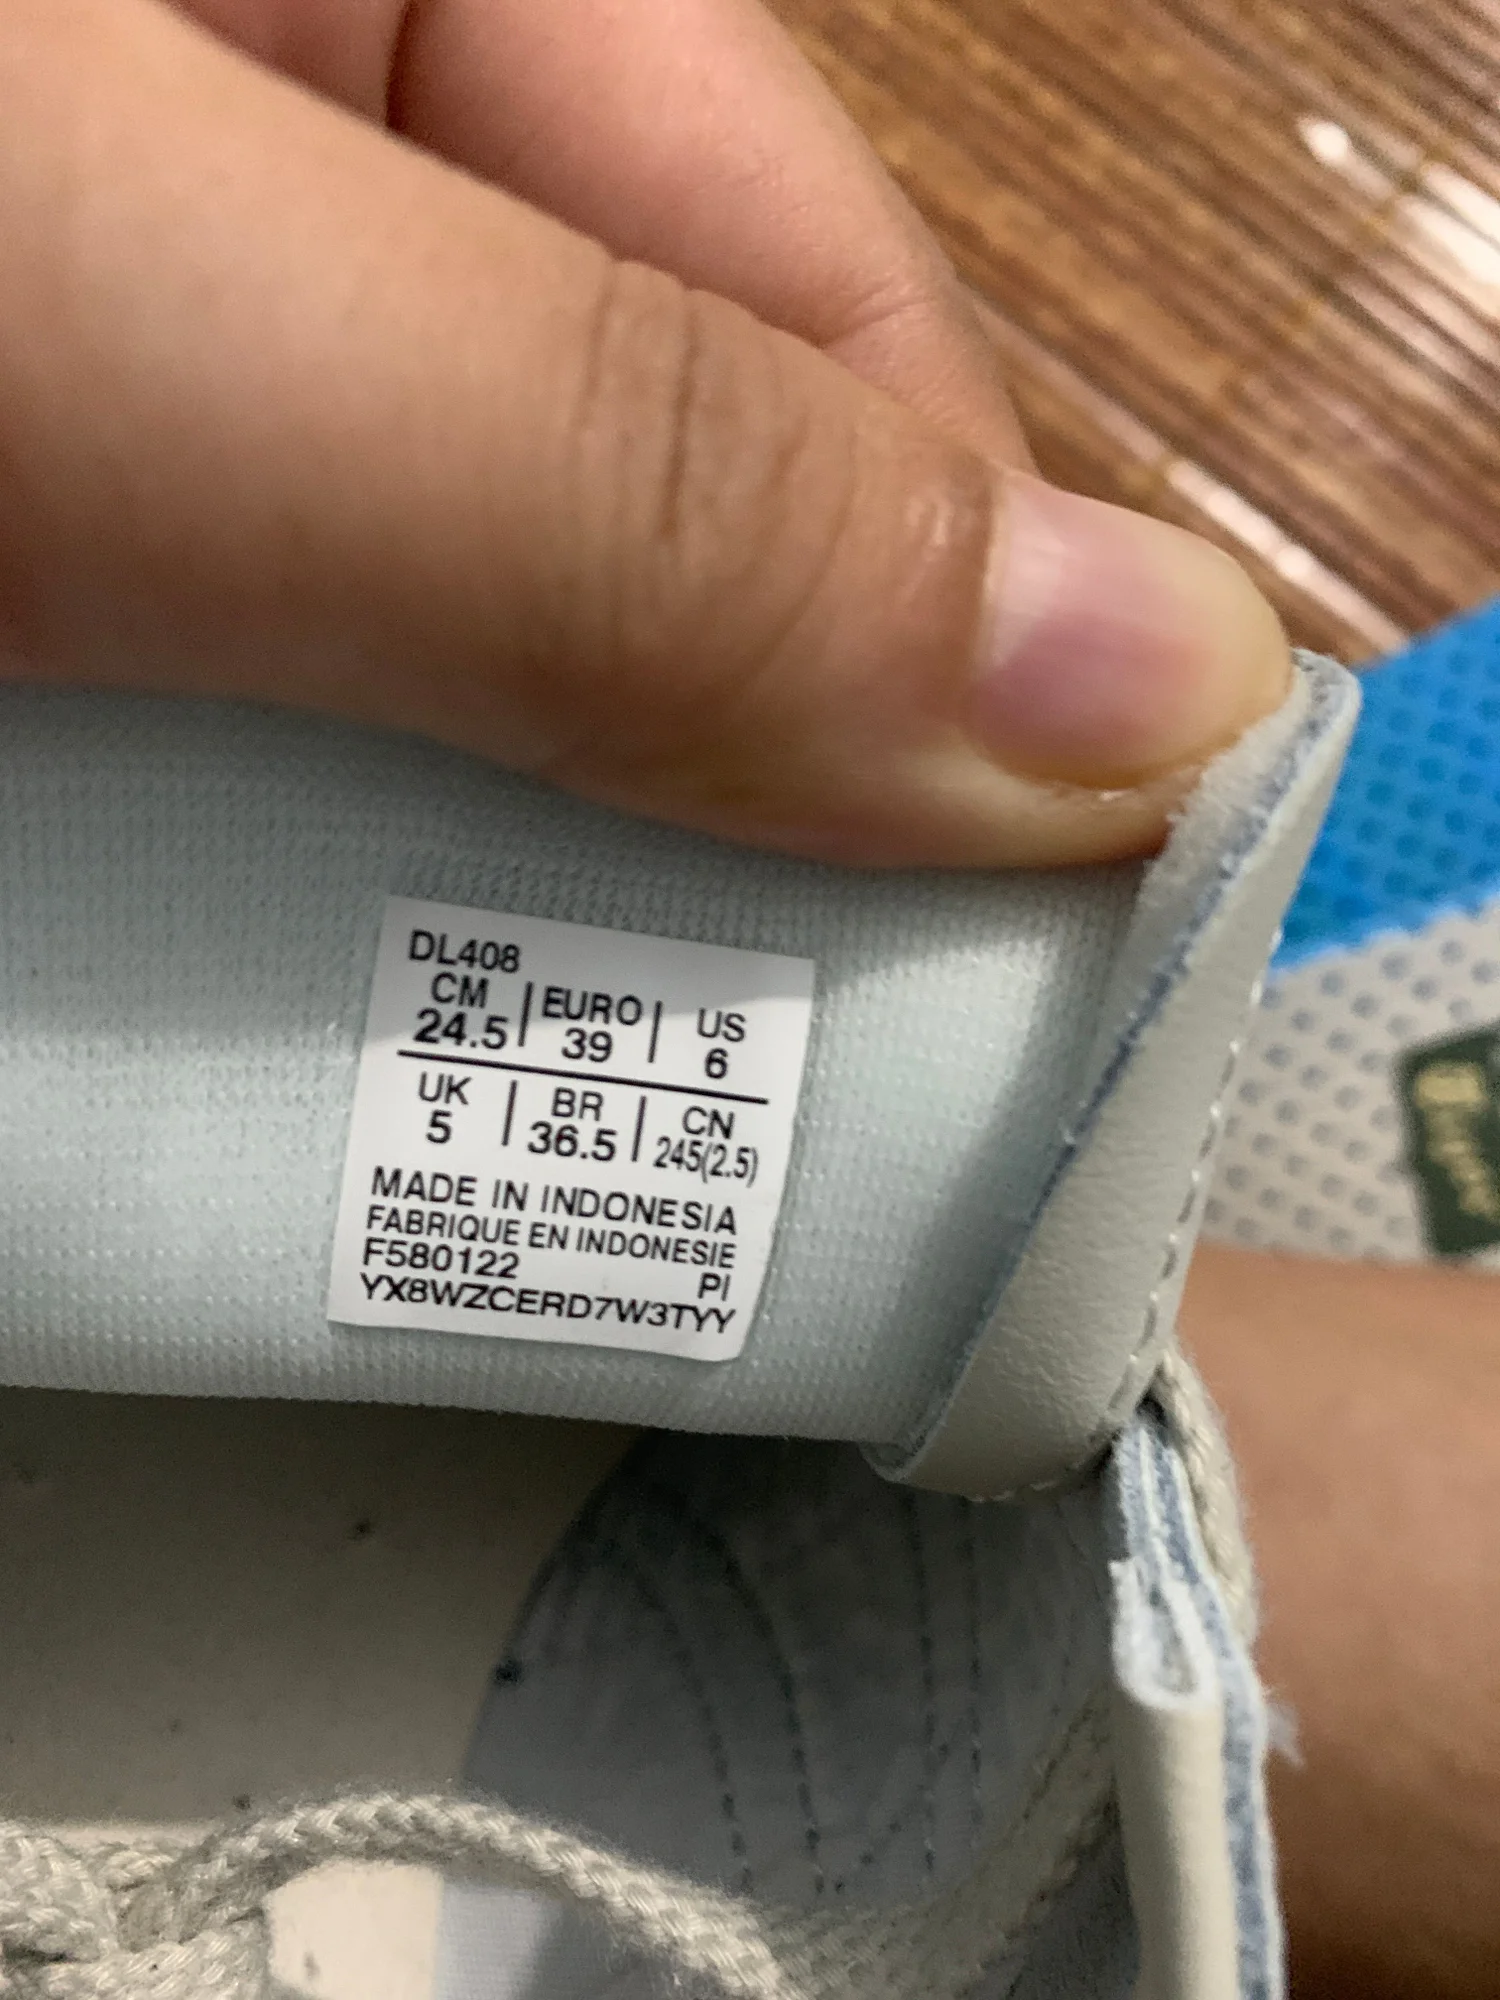 DL408
CM | EURO | US
24.5 | 39 | 6
UK | BR | CN
5 | 36.5 | 245(2.5)
MADE IN INDONESIA
FABRIQUE EN INDONESIE
F580122 PI
YX8WZCERD7W3TYY